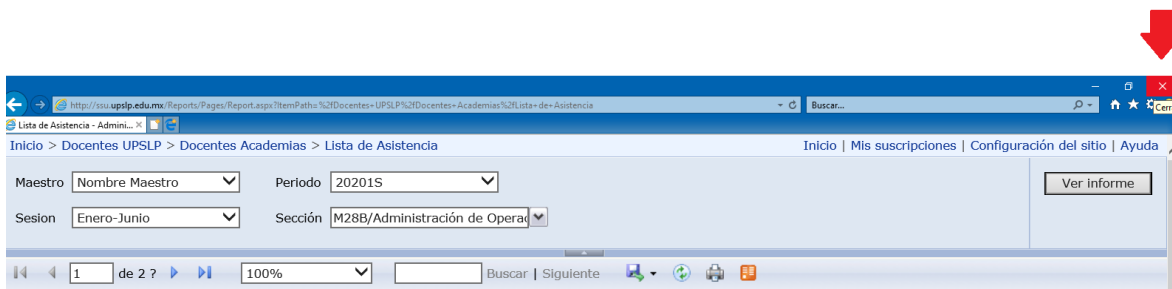 http://ssu.upslp.edu.mx/Reports/Pages/Report.aspx?ItemPath=%2fDocentes+UPSLP%2fDocentes+Academias%2fLista+de+Asistencia
Buscar...
Lista de Asistencia - Admini...
Cerr
Inicio > Docentes UPSLP > Docentes Academias > Lista de Asistencia
Inicio | Mis suscripciones | Configuración del sitio | Ayuda
Maestro Nombre Maestro Periodo 20201S Ver informe
Sesion Enero-Junio Sección M28B/Administración de Operac
1 de 2 ? 100% Buscar | Siguiente